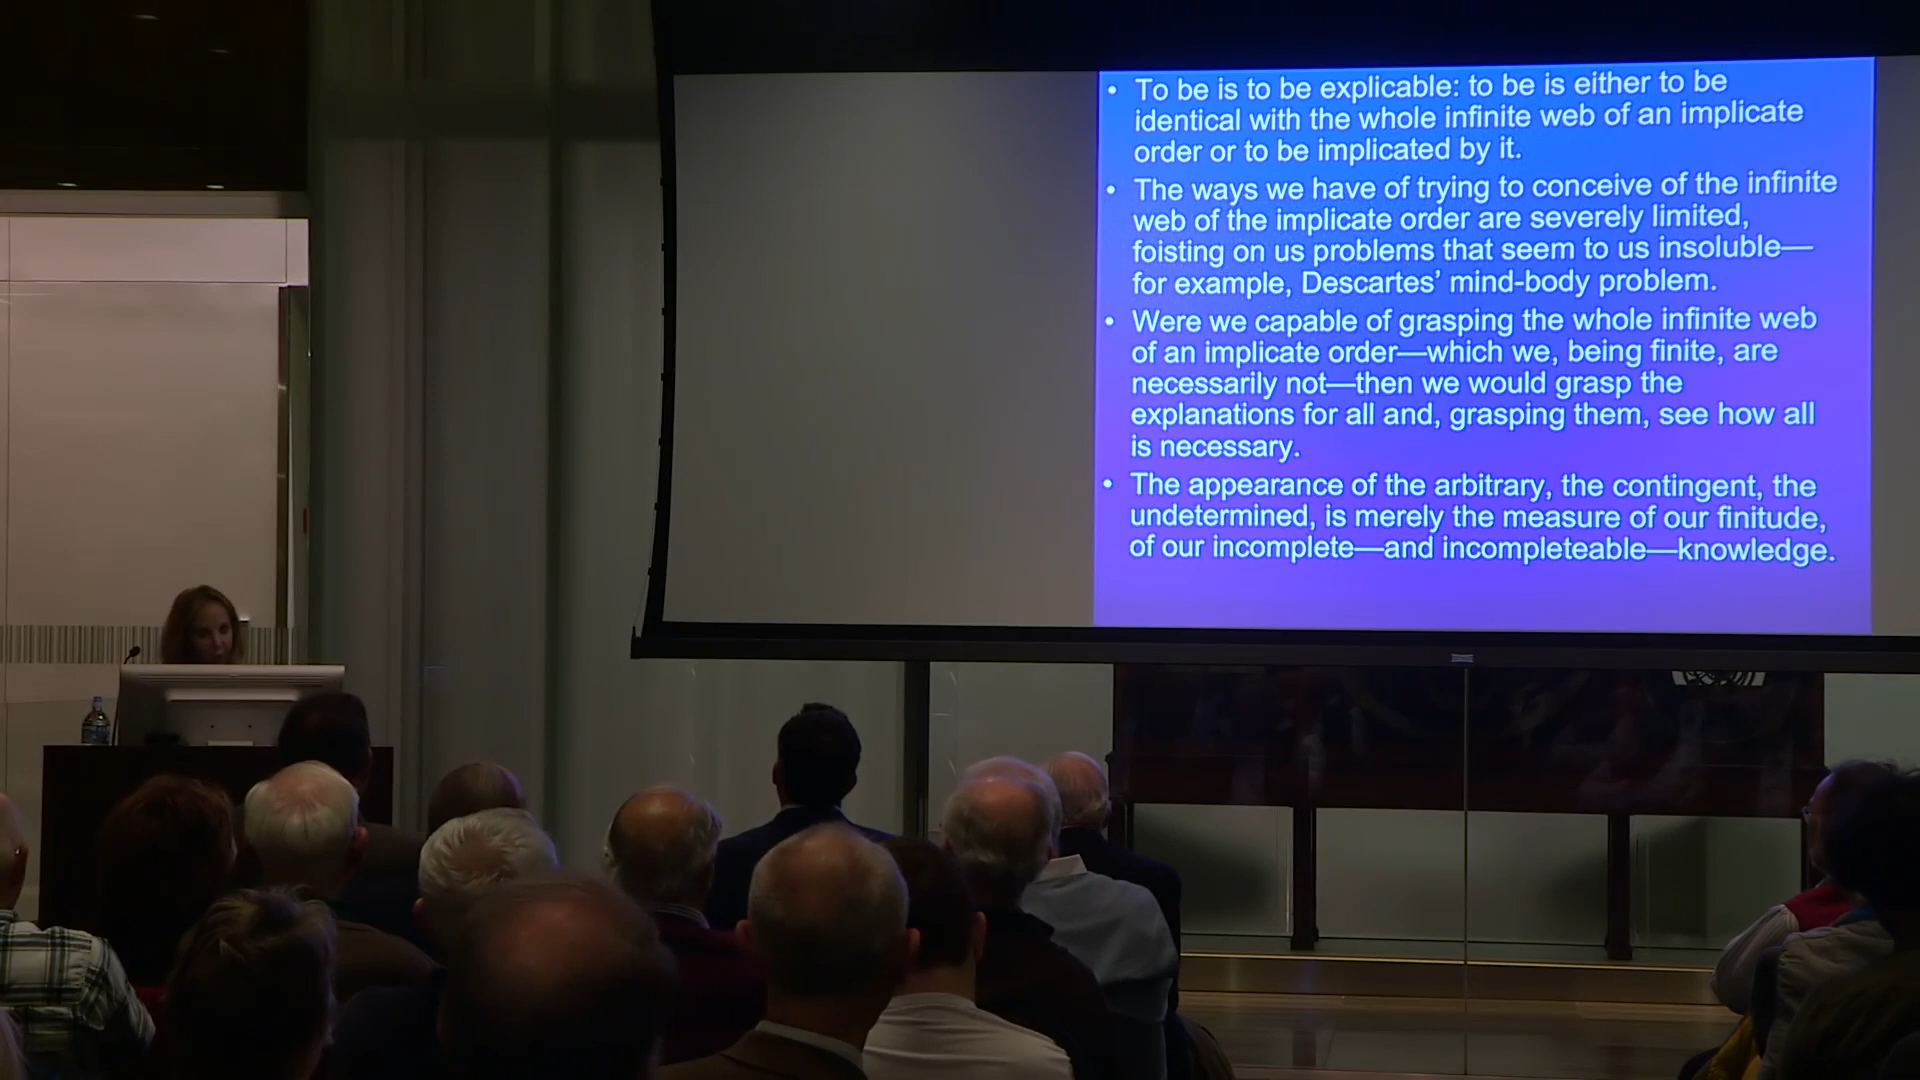 • To be is to be explicable: to be is either to be
identical with the whole infinite web of an implicate
order or to be implicated by it.
• The ways we have of trying to conceive of the infinite
web of the implicate order are severely limited,
foisting on us problems that seem to us insoluble—
for example, Descartes’ mind-body problem.
• Were we capable of grasping the whole infinite web
of an implicate order—which we, being finite, are
necessarily not—then we would grasp the
explanations for all and, grasping them, see how all
is necessary.
• The appearance of the arbitrary, the contingent, the
undetermined, is merely the measure of our finitude,
of our incomplete—and incompleteable—knowledge.